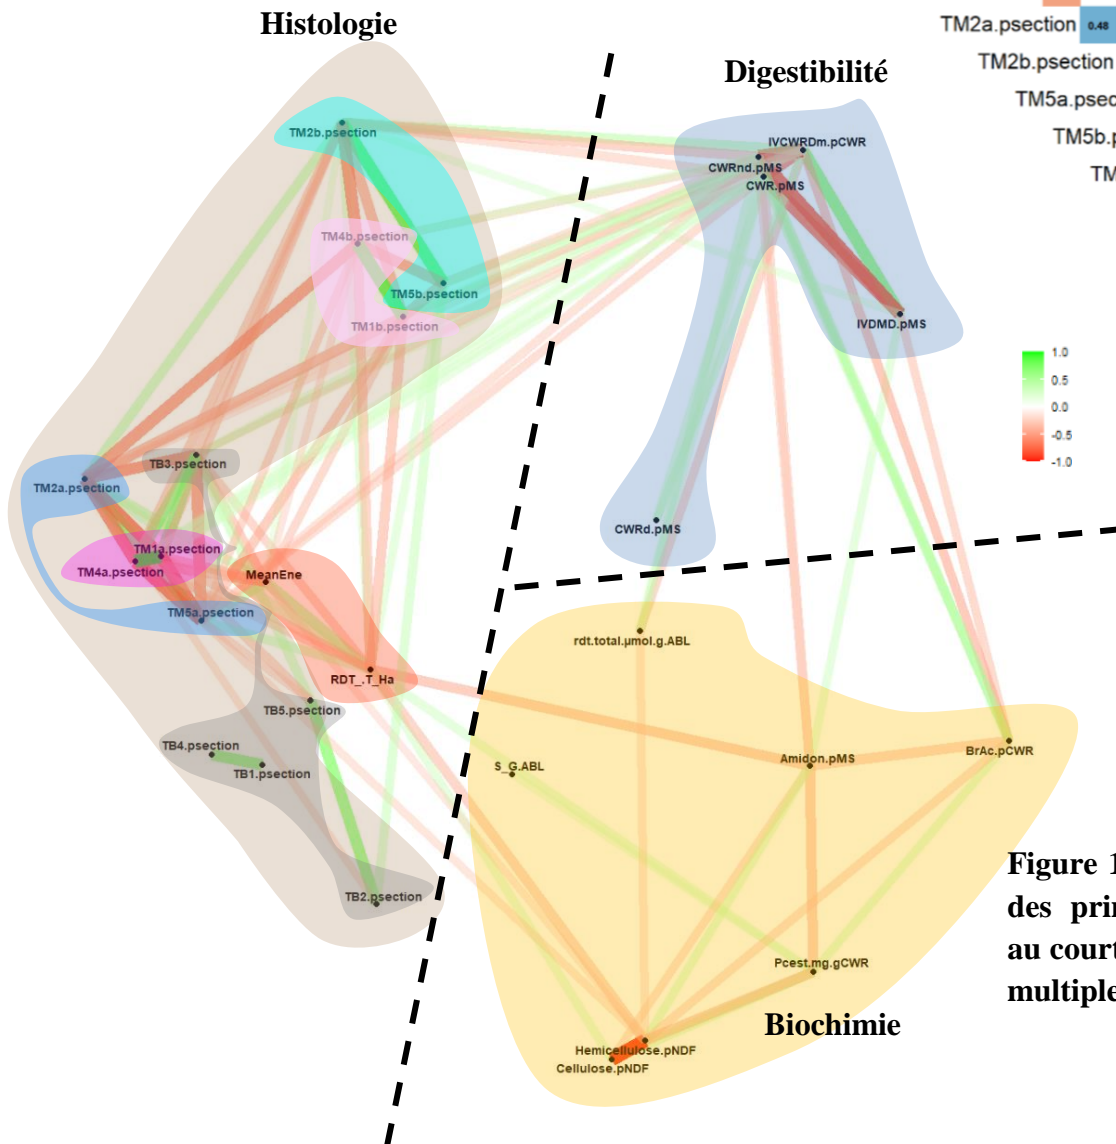 Histologie
TM2a.psection 0.48
TM2b.psection
TM5a.psec
TM5b.p
TM
Digestibilité
TM2b.psection
IVCWRDm.pCWR
CWRnd.pMS
CWR.pMS
TM4b.psection
TM5b.psection
TM1b.psection
IVDMD.pMS
1.0
0.5
0.0
-0.5
-1.0
TB3.psection
TM2a.psection
CWRd.pMS
TM1a.psection
TM4a.psection
MeanEne
TM5a.psection
rdt.total.µmol.g.ABL
RDT_.T_Ha
TB5.psection
TB4.psection
TB1.psection
S_G.ABL
Amidon.pMS
BrAc.pCWR
TB2.psection
Figure 1
des prin
au court
multiple
Pcest.mg.gCWR
Biochimie
Hemicellulose.pNDF
Cellulose.pNDF